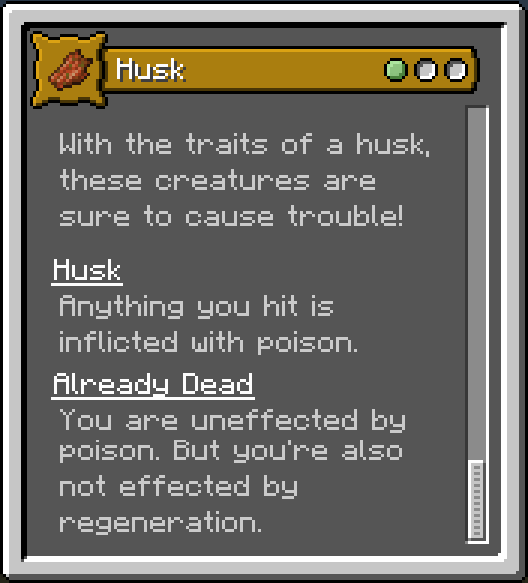 Husk
With the traits of a husk,
these creatures are
sure to cause trouble!
Husk
Anything you hit is
inflicted with poison.
Already Dead
You are uneffected by
poison. But you're also
not effected by
regeneration.